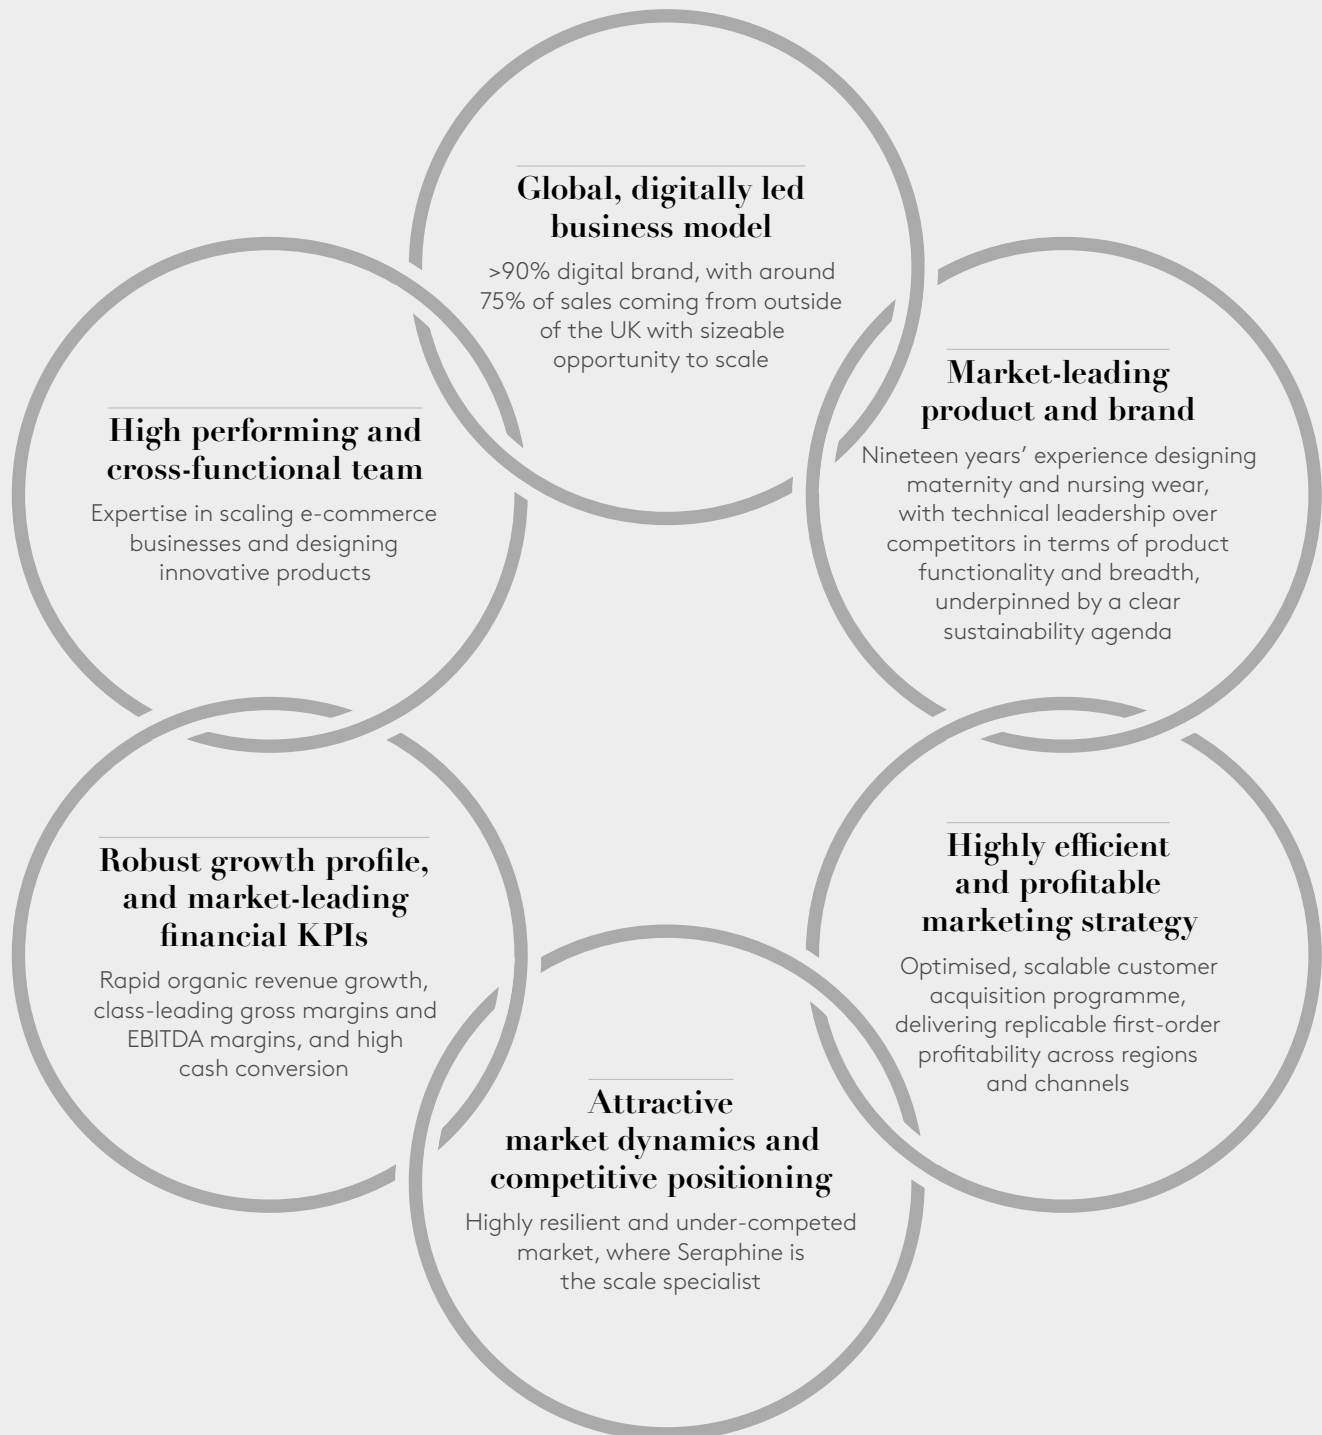 Global, digitally led
business model
>90% digital brand, with around
75% of sales coming from outside
of the UK with sizeable
opportunity to scale
Market-leading
product and brand
Nineteen years’ experience designing
maternity and nursing wear,
with technical leadership over
competitors in terms of product
functionality and breadth,
underpinned by a clear
sustainability agenda
Highly efficient
and profitable
marketing strategy
Optimised, scalable customer
acquisition programme,
delivering replicable first-order
profitability across regions
and channels
Attractive
market dynamics and
competitive positioning
Highly resilient and under-competed
market, where Seraphine is
the scale specialist
Robust growth profile,
and market-leading
financial KPIs
Rapid organic revenue growth,
class-leading gross margins and
EBITDA margins, and high
cash conversion
High performing and
cross-functional team
Expertise in scaling e-commerce
businesses and designing
innovative products